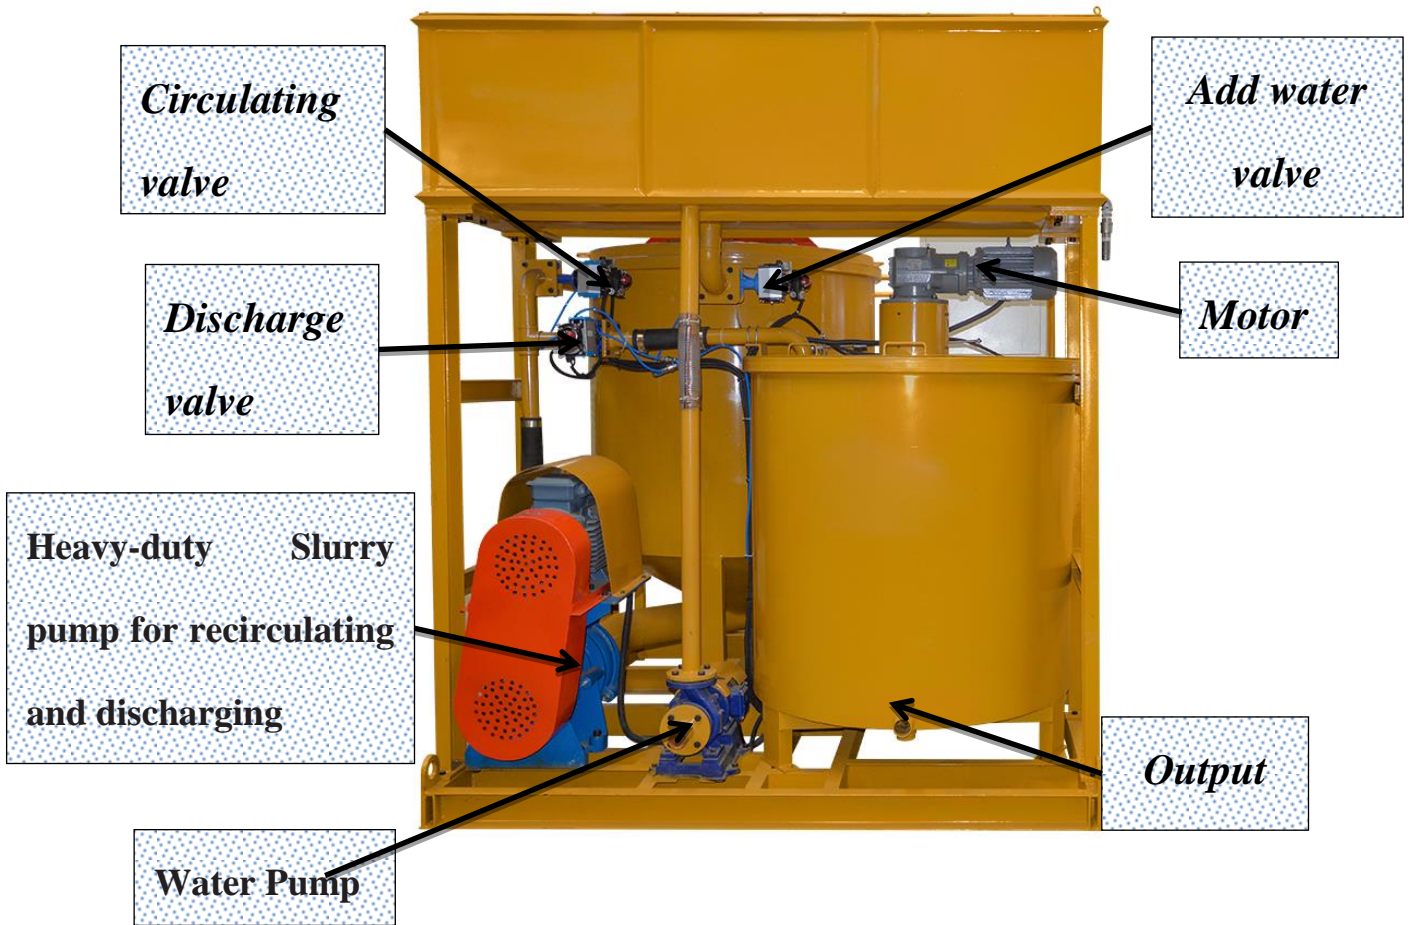 Circulating
valve
Add water
valve
Discharge
valve
Motor
Heavy-duty Slurry
pump for recirculating
and discharging
Output
Water Pump